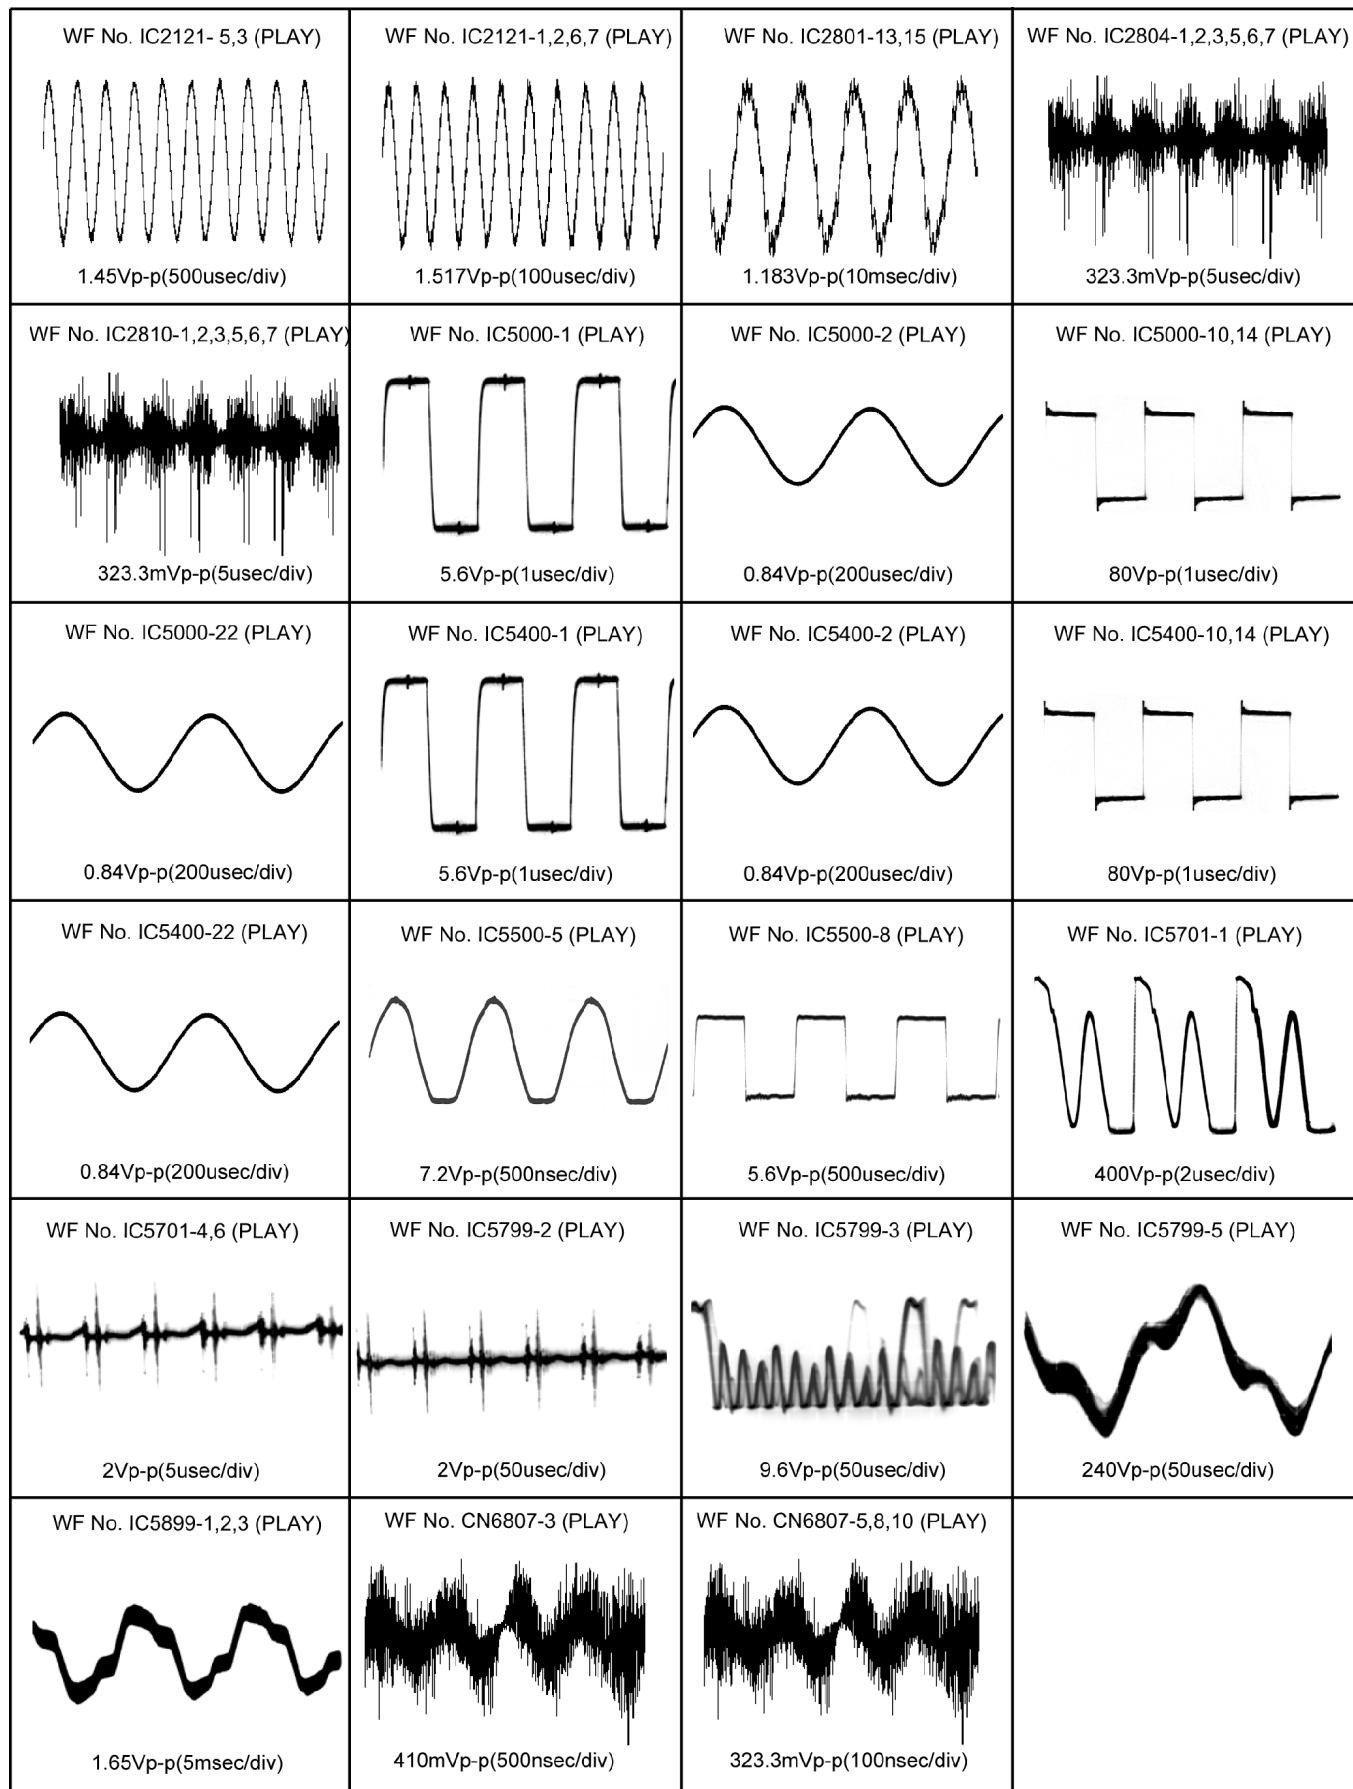 WF No. IC2121- 5,3 (PLAY)
1.45Vp-p(500usec/div)
WF No. IC2121-1,2,6,7 (PLAY)
1.517Vp-p(100usec/div)
WF No. IC2801-13,15 (PLAY)
1.183Vp-p(10msec/div)
WF No. IC2804-1,2,3,5,6,7 (PLAY)
323.3mVp-p(5usec/div)
WF No. IC2810-1,2,3,5,6,7 (PLAY)
323.3mVp-p(5usec/div)
WF No. IC5000-1 (PLAY)
5.6Vp-p(1usec/div)
WF No. IC5000-2 (PLAY)
0.84Vp-p(200usec/div)
WF No. IC5000-10,14 (PLAY)
80Vp-p(1usec/div)
WF No. IC5000-22 (PLAY)
0.84Vp-p(200usec/div)
WF No. IC5400-1 (PLAY)
5.6Vp-p(1usec/div)
WF No. IC5400-2 (PLAY)
0.84Vp-p(200usec/div)
WF No. IC5400-10,14 (PLAY)
80Vp-p(1usec/div)
WF No. IC5400-22 (PLAY)
0.84Vp-p(200usec/div)
WF No. IC5500-5 (PLAY)
7.2Vp-p(500nsec/div)
WF No. IC5500-8 (PLAY)
5.6Vp-p(500usec/div)
WF No. IC5701-1 (PLAY)
400Vp-p(2usec/div)
WF No. IC5701-4,6 (PLAY)
2Vp-p(5usec/div)
WF No. IC5799-2 (PLAY)
2Vp-p(50usec/div)
WF No. IC5799-3 (PLAY)
9.6Vp-p(50usec/div)
WF No. IC5799-5 (PLAY)
240Vp-p(50usec/div)
WF No. IC5899-1,2,3 (PLAY)
1.65Vp-p(5msec/div)
WF No. CN6807-3 (PLAY)
410mVp-p(500nsec/div)
WF No. CN6807-5,8,10 (PLAY)
323.3mVp-p(100nsec/div)